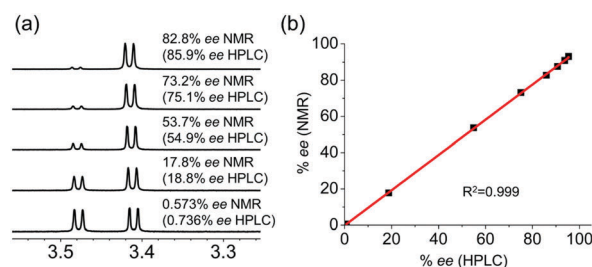 (a)
82.8% ee NMR
(85.9% ee HPLC)
73.2% ee NMR
(75.1% ee HPLC)
53.7% ee NMR
(54.9% ee HPLC)
17.8% ee NMR
(18.8% ee HPLC)
0.573% ee NMR
(0.736% ee HPLC)
3.5 3.4 3.3
(b)
% ee (NMR)
100
80
60
40
20
0
R²=0.999
0 20 40 60 80 100
% ee (HPLC)